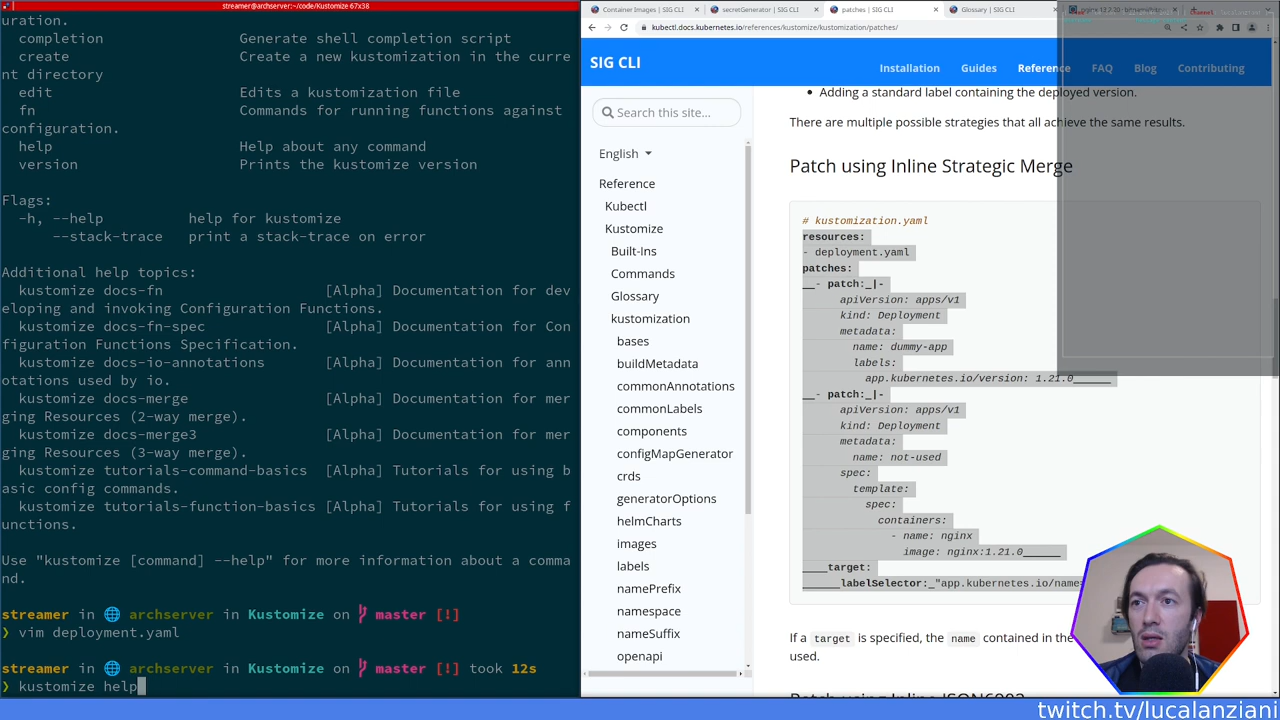 streamer@archserver:~/code/Kustomize 67x38
uration.
completion Generate shell completion script
create Create a new kustomization in the curre
nt directory
edit Edits a kustomization file
fn Commands for running functions against
configuration.
help Help about any command
version Prints the kustomize version
Flags:
-h, --help help for kustomize
--stack-trace print a stack-trace on error
Additional help topics:
kustomize docs-fn [Alpha] Documentation for dev
eloping and invoking Configuration Functions.
kustomize docs-fn-spec [Alpha] Documentation for Con
figuration Functions Specification.
kustomize docs-io-annotations [Alpha] Documentation for ann
otations used by io.
kustomize docs-merge [Alpha] Documentation for mer
ging Resources (2-way merge).
kustomize docs-merge3 [Alpha] Documentation for mer
ging Resources (3-way merge).
kustomize tutorials-command-basics [Alpha] Tutorials for using b
asic config commands.
kustomize tutorials-function-basics [Alpha] Tutorials for using f
unctions.
Use "kustomize [command] --help" for more information about a comma
nd.
streamer in 🌐 archserver in Kustomize on master [!]
❯ vim deployment.yaml
streamer in 🌐 archserver in Kustomize on master [!] took 12s
❯ kustomize help
Container Images | SIG CLI
secretGenerator | SIG CLI
patches | SIG CLI
Glossary | SIG CLI
kubectl.docs.kubernetes.io/references/kustomize/kustomization/patches/
SIG CLI
Installation Guides Reference FAQ Blog Contributing
Search this site...
English
Reference
Kubectl
Kustomize
Built-Ins
Commands
Glossary
kustomization
bases
buildMetadata
commonAnnotations
commonLabels
components
configMapGenerator
crds
generatorOptions
helmCharts
images
labels
namePrefix
namespace
nameSuffix
openapi
Adding a standard label containing the deployed version.
There are multiple possible strategies that all achieve the same results.
Patch using Inline Strategic Merge
# kustomization.yaml
resources:
- deployment.yaml
patches:
__- patch:_|-
apiVersion: apps/v1
kind: Deployment
metadata:
name: dummy-app
labels:
app.kubernetes.io/version: 1.21.0______
__- patch:_|-
apiVersion: apps/v1
kind: Deployment
metadata:
name: not-used
spec:
template:
spec:
containers:
- name: nginx
image: nginx:1.21.0______
____target:
______labelSelector:_"app.kubernetes.io/name=
If a target is specified, the name contained in the
used.
Patch using Inline JSON6902
twitch.tv/lucalanziani